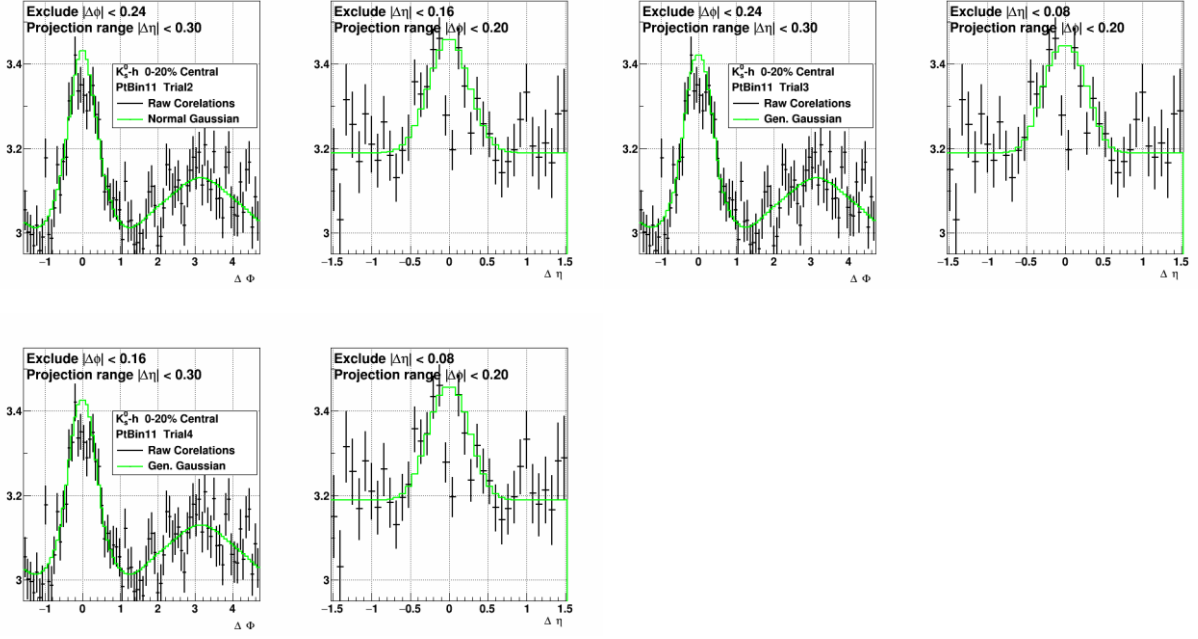 Exclude |Δϕ| < 0.24
Projection range |Δη| < 0.30
3.4
3.2
3
K⁰ₛ-h 0-20% Central
PtBin11 Trial2
Raw Corelations
Normal Gaussian
−1 0 1 2 3 4
Δ Φ
Exclude |Δη| < 0.16
Projection range |Δϕ| < 0.20
3.4
3.2
3
−1.5 −1 −0.5 0 0.5 1 1.5
Δ η
Exclude |Δϕ| < 0.24
Projection range |Δη| < 0.30
3.4
3.2
3
K⁰ₛ-h 0-20% Central
PtBin11 Trial3
Raw Corelations
Gen. Gaussian
−1 0 1 2 3 4
Δ Φ
Exclude |Δη| < 0.08
Projection range |Δϕ| < 0.20
3.4
3.2
3
−1.5 −1 −0.5 0 0.5 1 1.5
Δ η
Exclude |Δϕ| < 0.16
Projection range |Δη| < 0.30
3.4
3.2
3
K⁰ₛ-h 0-20% Central
PtBin11 Trial4
Raw Corelations
Gen. Gaussian
−1 0 1 2 3 4
Δ Φ
Exclude |Δη| < 0.08
Projection range |Δϕ| < 0.20
3.4
3.2
3
−1.5 −1 −0.5 0 0.5 1 1.5
Δ η